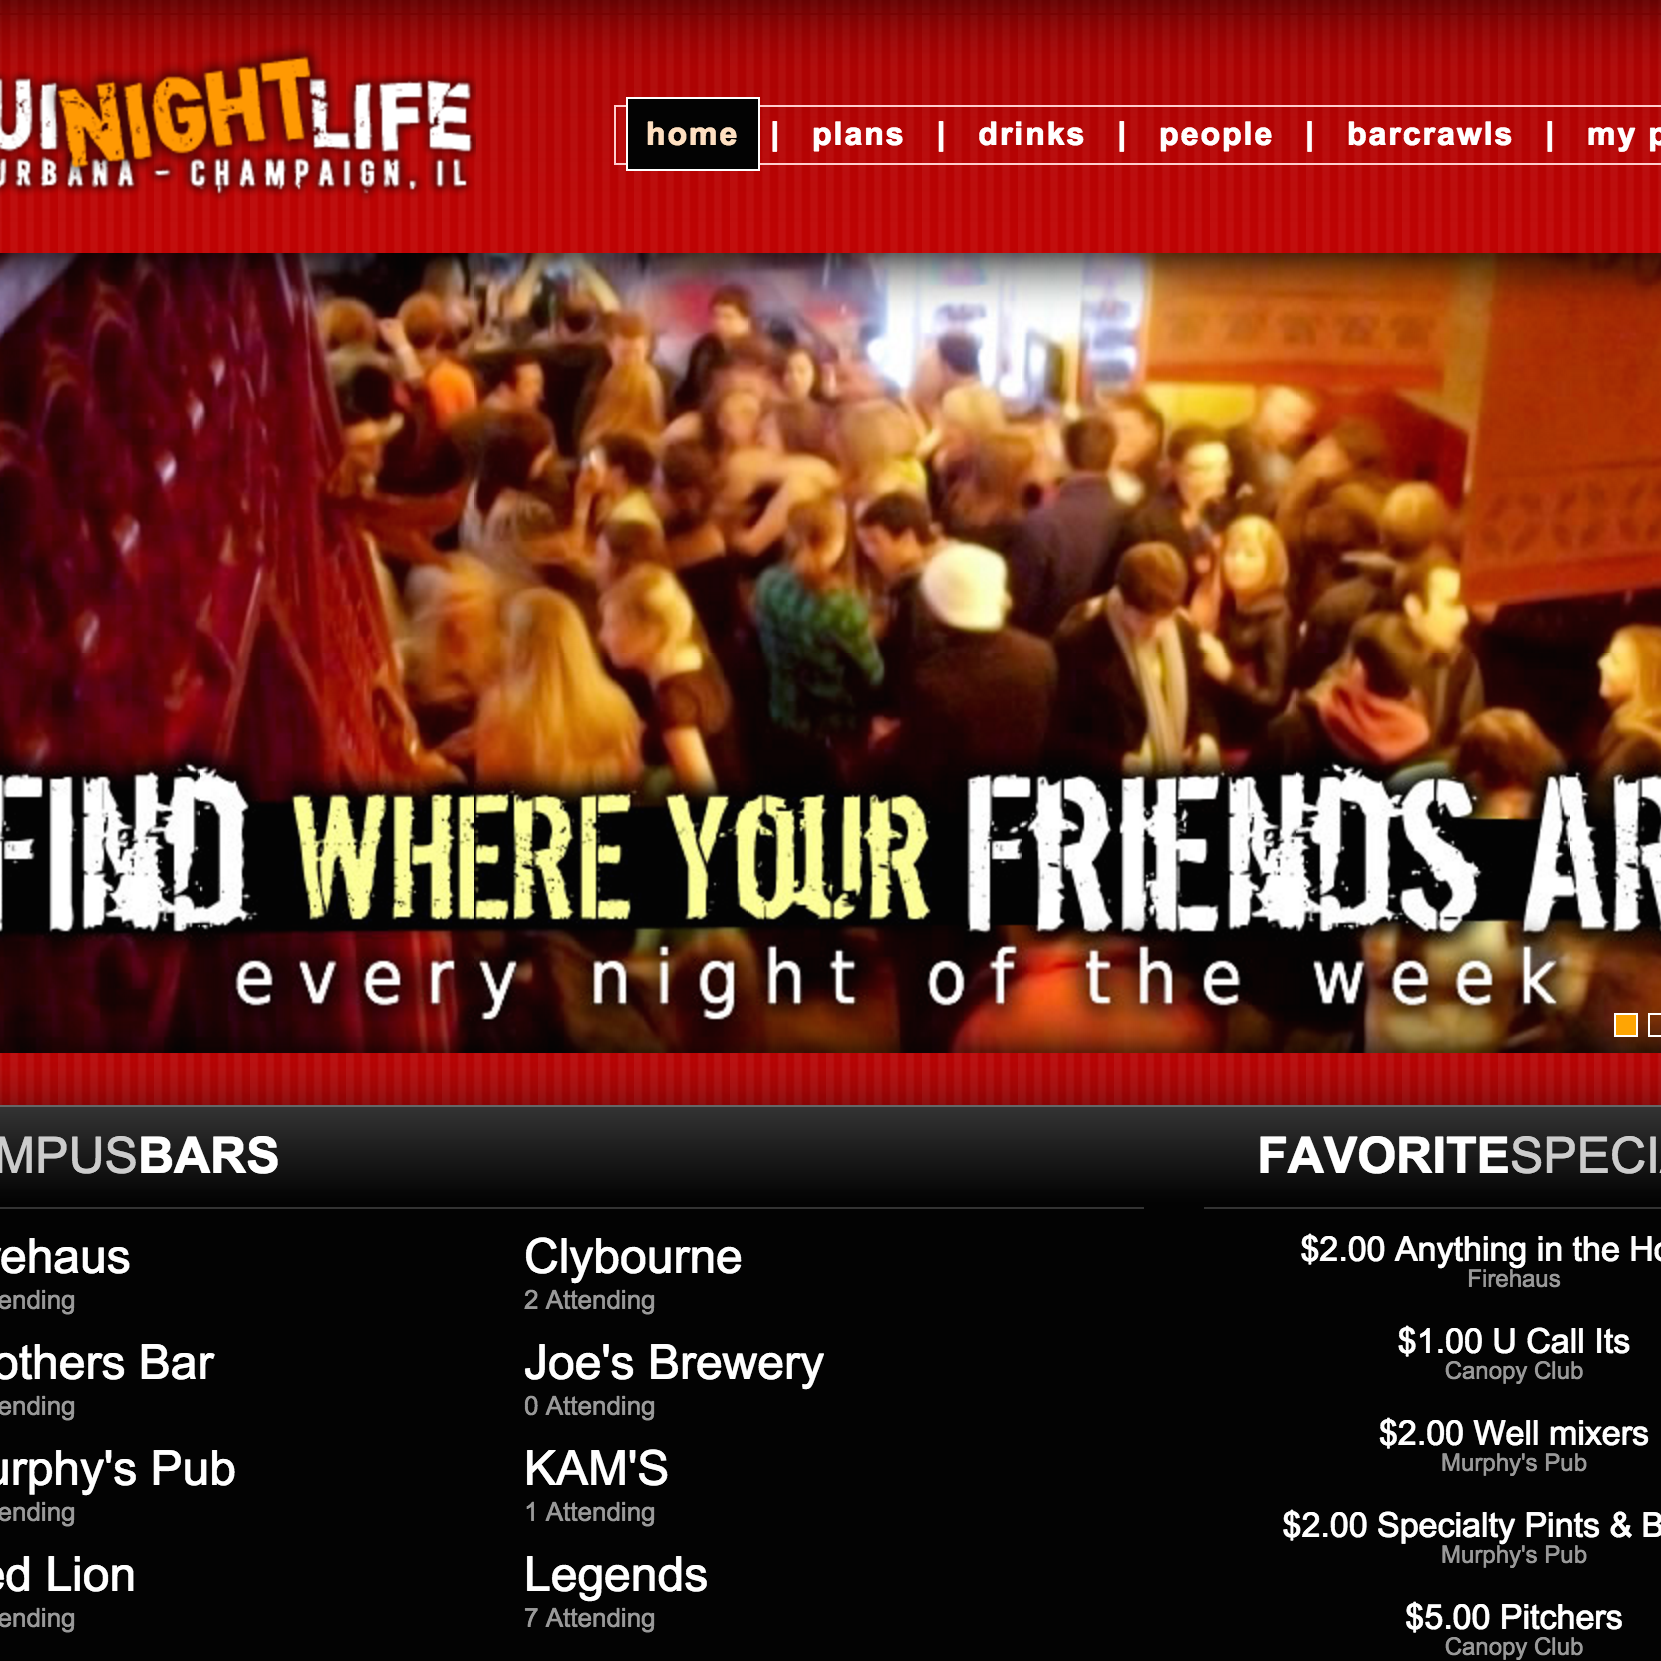 UINIGHTLIFE
URBANA - CHAMPAIGN, IL
home | plans | drinks | people | barcrawls | my p
FIND WHERE YOUR FRIENDS AR
every night of the week
MPUSBARS
ehaus
ending
Clybourne
2 Attending
others Bar
ending
Joe's Brewery
0 Attending
urphy's Pub
ending
KAM'S
1 Attending
ed Lion
ending
Legends
7 Attending
FAVORITESPECI
$2.00 Anything in the Ho
Firehaus
$1.00 U Call Its
Canopy Club
$2.00 Well mixers
Murphy's Pub
$2.00 Specialty Pints & B
Murphy's Pub
$5.00 Pitchers
Canopy Club